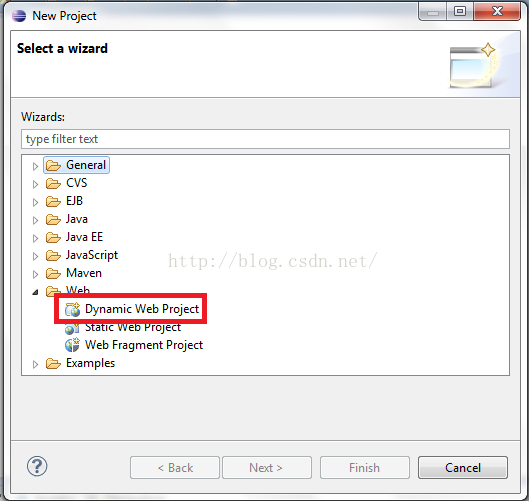 New Project
Select a wizard
Wizards:
type filter text
General
CVS
EJB
Java
Java EE
JavaScript
http://blog.csdn.net/
Maven
Web
Dynamic Web Project
Static Web Project
Web Fragment Project
Examples
?
< Back
Next >
Finish
Cancel